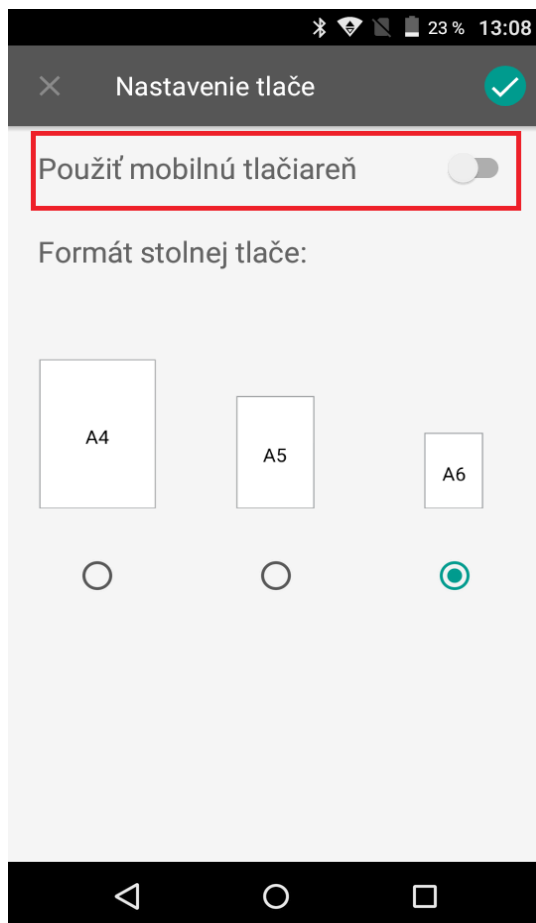 23 % 13:08
Nastavenie tlače
Použiť mobilnú tlačiareň
Formát stolnej tlače:
A4
A5
A6